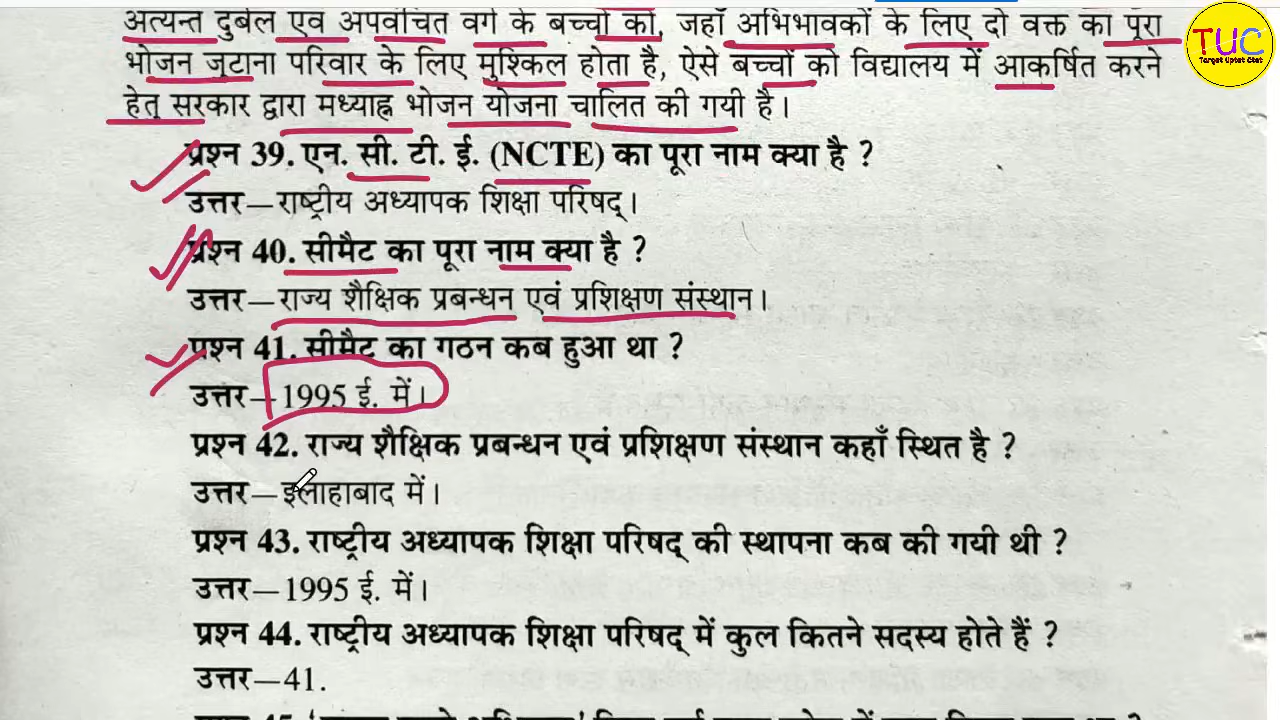 अत्यन्त दुर्बल एवं अपवंचित वर्ग के बच्चों को, जहाँ अभिभावकों के लिए दो वक्त का पूरा
भोजन जुटाना परिवार के लिए मुश्किल होता है, ऐसे बच्चों को विद्यालय में आकर्षित करने
हेतु सरकार द्वारा मध्याह्न भोजन योजना चालित की गयी है।
प्रश्न 39. एन. सी. टी. ई. (NCTE) का पूरा नाम क्या है ?
उत्तर—राष्ट्रीय अध्यापक शिक्षा परिषद्।
प्रश्न 40. सीमैट का पूरा नाम क्या है ?
उत्तर—राज्य शैक्षिक प्रबन्धन एवं प्रशिक्षण संस्थान।
प्रश्न 41. सीमैट का गठन कब हुआ था ?
उत्तर—1995 ई. में।
प्रश्न 42. राज्य शैक्षिक प्रबन्धन एवं प्रशिक्षण संस्थान कहाँ स्थित है ?
उत्तर—इलाहाबाद में।
प्रश्न 43. राष्ट्रीय अध्यापक शिक्षा परिषद् की स्थापना कब की गयी थी ?
उत्तर—1995 ई. में।
प्रश्न 44. राष्ट्रीय अध्यापक शिक्षा परिषद् में कुल कितने सदस्य होते हैं ?
उत्तर—41.
TUC
Target Uptet Ctet